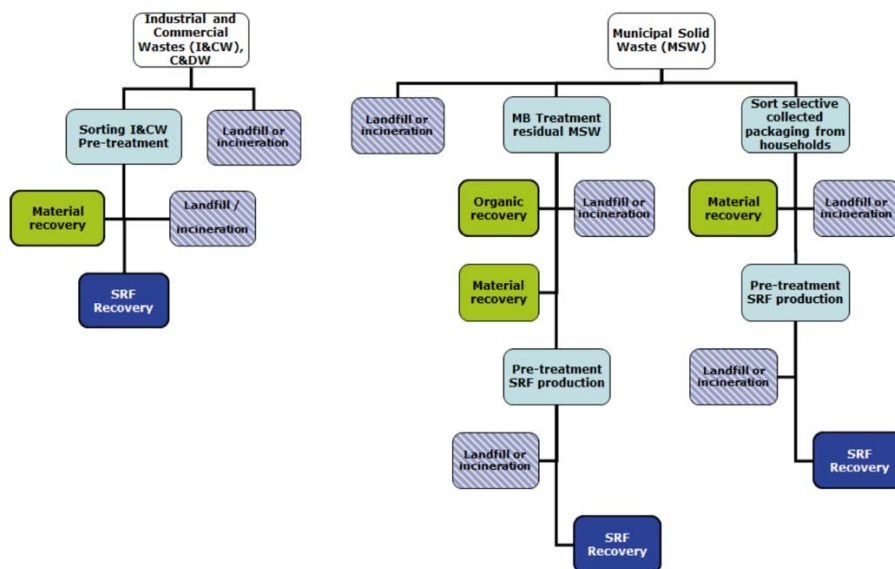 Industrial and
Commercial
Wastes (I&CW),
C&DW
Sorting I&CW
Pre-treatment
Landfill or
incineration
Material
recovery
Landfill /
incineration
SRF
Recovery
Municipal Solid
Waste (MSW)
Landfill or
incineration
MB Treatment
residual MSW
Sort selective
collected
packaging from
households
Organic
recovery
Landfill or
incineration
Material
recovery
Landfill or
incineration
Material
recovery
Pre-treatment
SRF production
Pre-treatment
SRF production
Landfill or
incineration
Landfill or
incineration
SRF
Recovery
SRF
Recovery